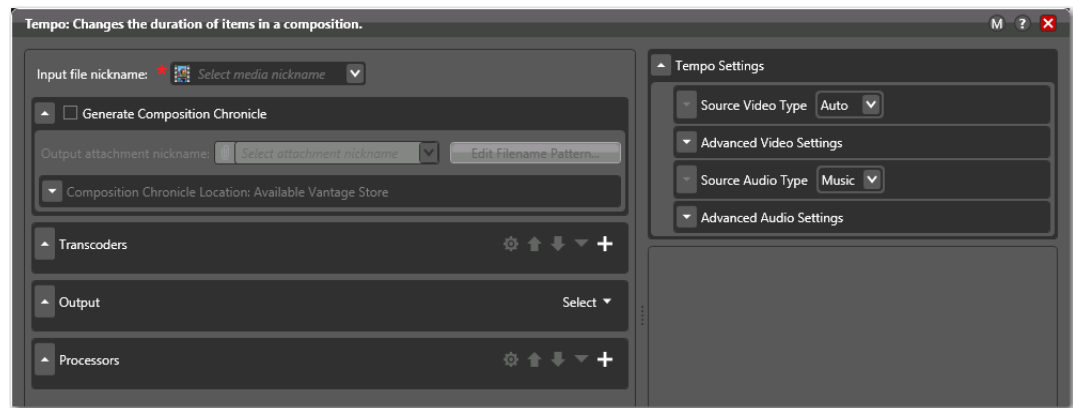 Tempo: Changes the duration of items in a composition.
M ?
Input file nickname: * Select media nickname
Generate Composition Chronicle
Output attachment nickname: Select attachment nickname Edit Filename Pattern...
Composition Chronicle Location: Available Vantage Store
Transcoders
Output Select
Processors
Tempo Settings
Source Video Type Auto
Advanced Video Settings
Source Audio Type Music
Advanced Audio Settings